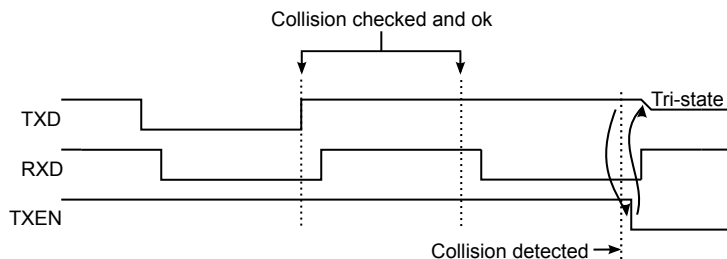 Collision checked and ok
Tri-state
TXD
RXD
TXEN
Collision detected